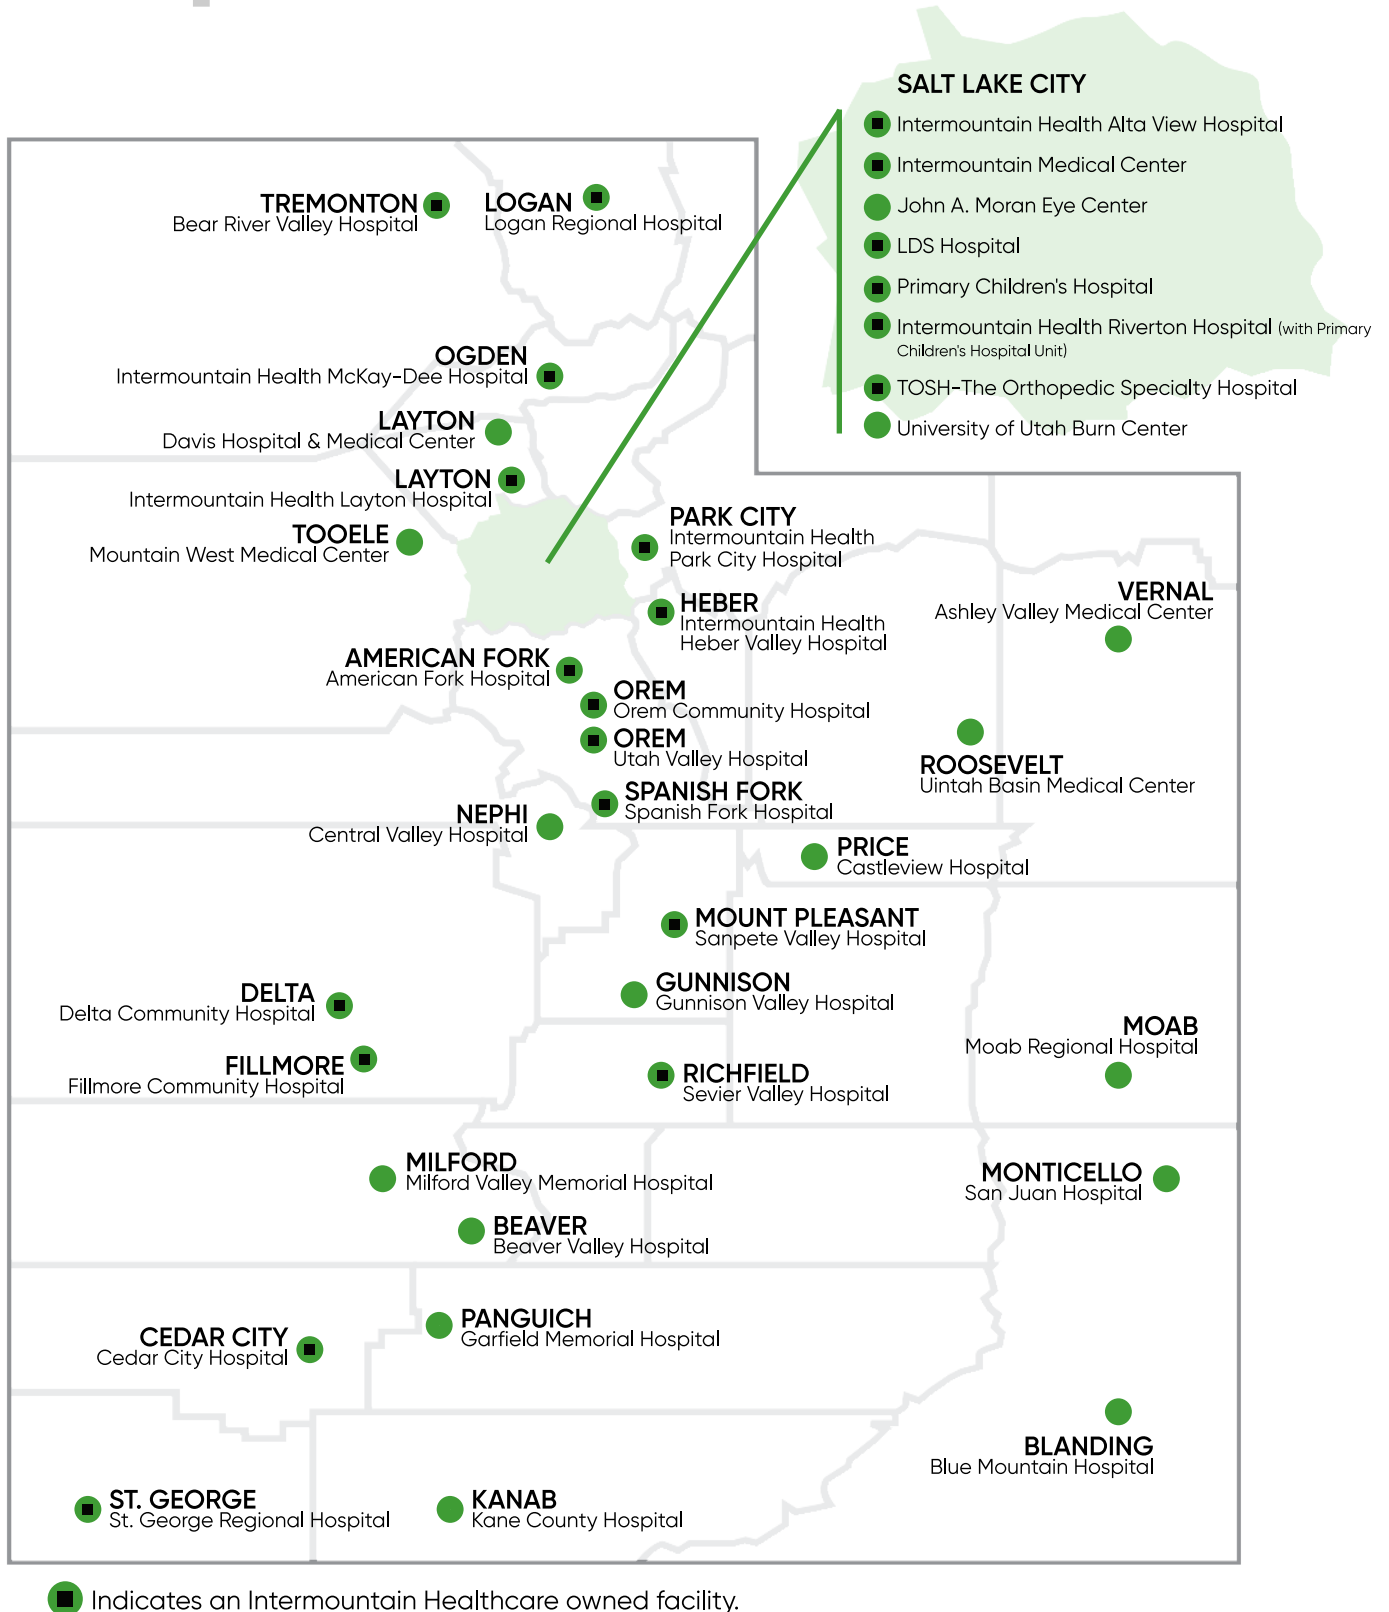 SALT LAKE CITY
Intermountain Health Alta View Hospital
Intermountain Medical Center
John A. Moran Eye Center
LDS Hospital
Primary Children's Hospital
Intermountain Health Riverton Hospital (with Primary
Children's Hospital Unit)
TOSH-The Orthopedic Specialty Hospital
University of Utah Burn Center
TREMONTON
Bear River Valley Hospital
LOGAN
Logan Regional Hospital
OGDEN
Intermountain Health McKay-Dee Hospital
LAYTON
Davis Hospital & Medical Center
LAYTON
Intermountain Health Layton Hospital
TOOELE
Mountain West Medical Center
PARK CITY
Intermountain Health
Park City Hospital
HEBER
Intermountain Health
Heber Valley Hospital
VERNAL
Ashley Valley Medical Center
AMERICAN FORK
American Fork Hospital
OREM
Orem Community Hospital
OREM
Utah Valley Hospital
ROOSEVELT
Uintah Basin Medical Center
SPANISH FORK
Spanish Fork Hospital
NEPHI
Central Valley Hospital
PRICE
Castleview Hospital
MOUNT PLEASANT
Sanpete Valley Hospital
GUNNISON
Gunnison Valley Hospital
DELTA
Delta Community Hospital
MOAB
Moab Regional Hospital
FILLMORE
Fillmore Community Hospital
RICHFIELD
Sevier Valley Hospital
MILFORD
Milford Valley Memorial Hospital
MONTICELLO
San Juan Hospital
BEAVER
Beaver Valley Hospital
PANGUICH
Garfield Memorial Hospital
CEDAR CITY
Cedar City Hospital
BLANDING
Blue Mountain Hospital
ST. GEORGE
St. George Regional Hospital
KANAB
Kane County Hospital
Indicates an Intermountain Healthcare owned facility.